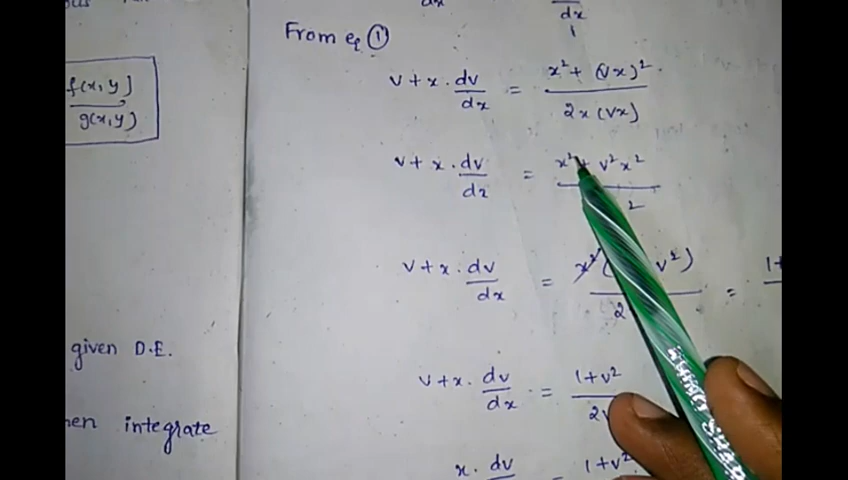 dx
dx
From eq ①
f(x,y)
g(x,y)
v + x . dv/dx = x² + (vx)² / 2x(vx)
v + x . dv/dx = x² + v²x² / 2
v + x . dv/dx = x² ( v²) / 2 = 1+
given D.E.
v + x . dv/dx = 1+v² / 2v
integrate
x . dv = 1+v²